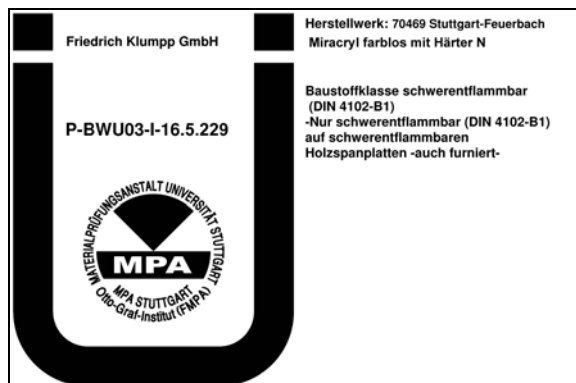 Friedrich Klumpp GmbH
P-BWU03-I-16.5.229
MATERIALPRÜFUNGSANSTALT UNIVERSITÄT STUTTGART
MPA
MPA STUTTGART
Otto-Graf-Institut (FMPA)
Herstellwerk: 70469 Stuttgart-Feuerbach
Miracryl farblos mit Härter N
Baustoffklasse schwerentflammbar
(DIN 4102-B1)
-Nur schwerentflammbar (DIN 4102-B1)
auf schwerentflammbaren
Holzspanplatten -auch furniert-